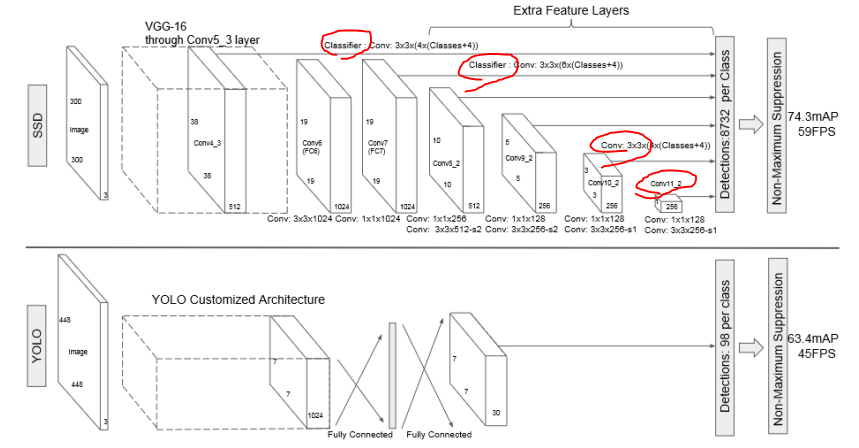 Extra Feature Layers
VGG-16
through Conv5_3 layer
Classifier : Conv: 3x3x(4x(Classes+4))
Classifier : Conv: 3x3x(6x(Classes+4))
SSD
300
Image
300
3
38
Conv4_3
38
512
19
Conv6
(FC6)
19
1024
19
Conv7
(FC7)
19
1024
10
Conv8_2
10
512
5
Conv9_2
5
256
Conv: 3x3x(4x(Classes+4))
3
Conv10_2
3
256
Conv11_2
1
256
Detections:8732 per Class
Non-Maximum Suppression
74.3mAP
59FPS
Conv: 3x3x1024
Conv: 1x1x1024
Conv: 1x1x256
Conv: 3x3x512-s2
Conv: 1x1x128
Conv: 3x3x256-s2
Conv: 1x1x128
Conv: 3x3x256-s1
Conv: 1x1x128
Conv: 3x3x256-s1
YOLO
448
Image
448
3
YOLO Customized Architecture
7
7
1024
Fully Connected
Fully Connected
7
7
30
Detections: 98 per class
Non-Maximum Suppression
63.4mAP
45FPS